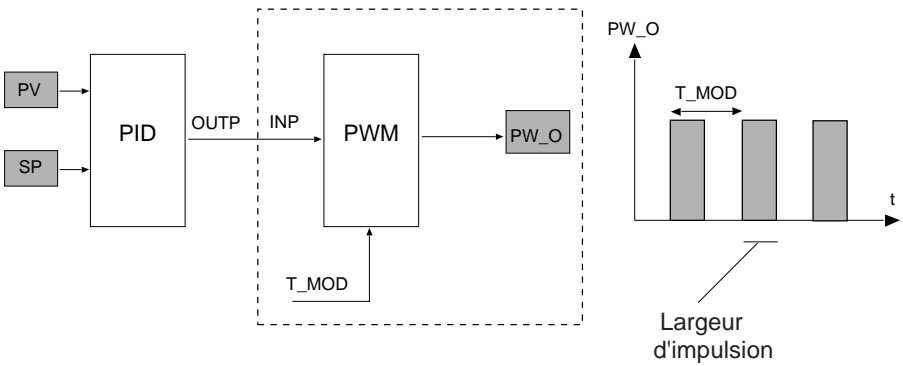 PV
SP
PID
OUTP
INP
PWM
PW_O
T_MOD
PW_O
T_MOD
t
Largeur
d'impulsion